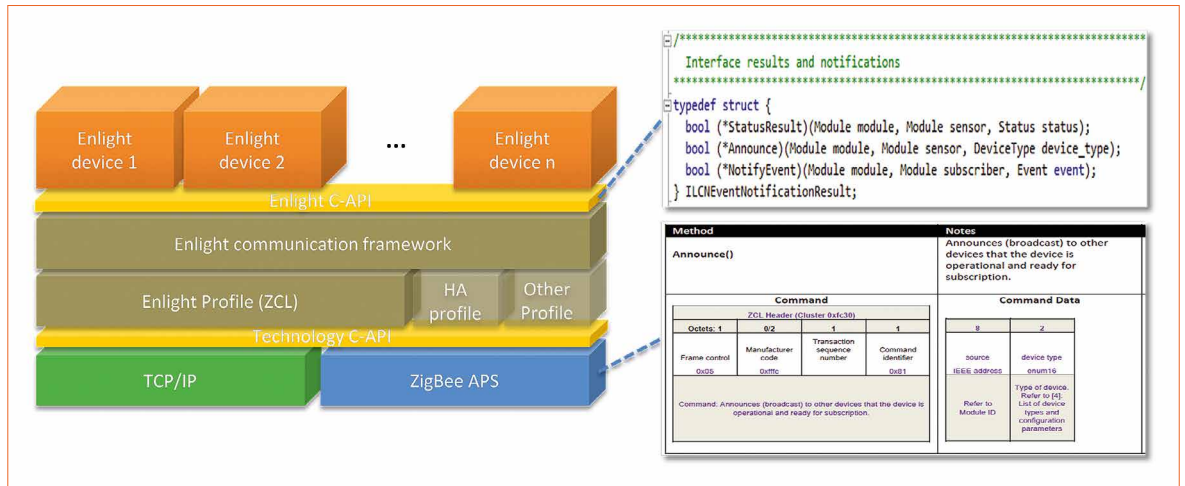 Enlight
device 1
Enlight
device 2
...
Enlight
device n
Enlight C-API
Enlight communication framework
Enlight Profile (ZCL)
HA
profile
Other
Profile
Technology C-API
TCP/IP
ZigBee APS
/****************************************************************************
Interface results and notifications
****************************************************************************/
typedef struct {
bool (*StatusResult)(Module module, Module sensor, Status status);
bool (*Announce)(Module module, Module sensor, DeviceType device_type);
bool (*NotifyEvent)(Module module, Module subscriber, Event event);
} ILCNEventNotificationResult;
Method
Notes
Announce()
Announces (broadcast) to other
devices that the device is
operational and ready for
subscription.
Command
Command Data
ZCL Header (Cluster 0xfc30)
Octets: 1
0/2
1
1
8
2
Frame control
Manufacturer
code
Transaction
sequence
number
Command
identifier
source
device type
0x05
0xfffc
0x81
IEEE address
enum16
Command: Announces (broadcast) to other devices that the device is
operational and ready for subscription.
Refer to
Module ID
Type of device.
Refer to [4].
List of device
types and
configuration
parameters